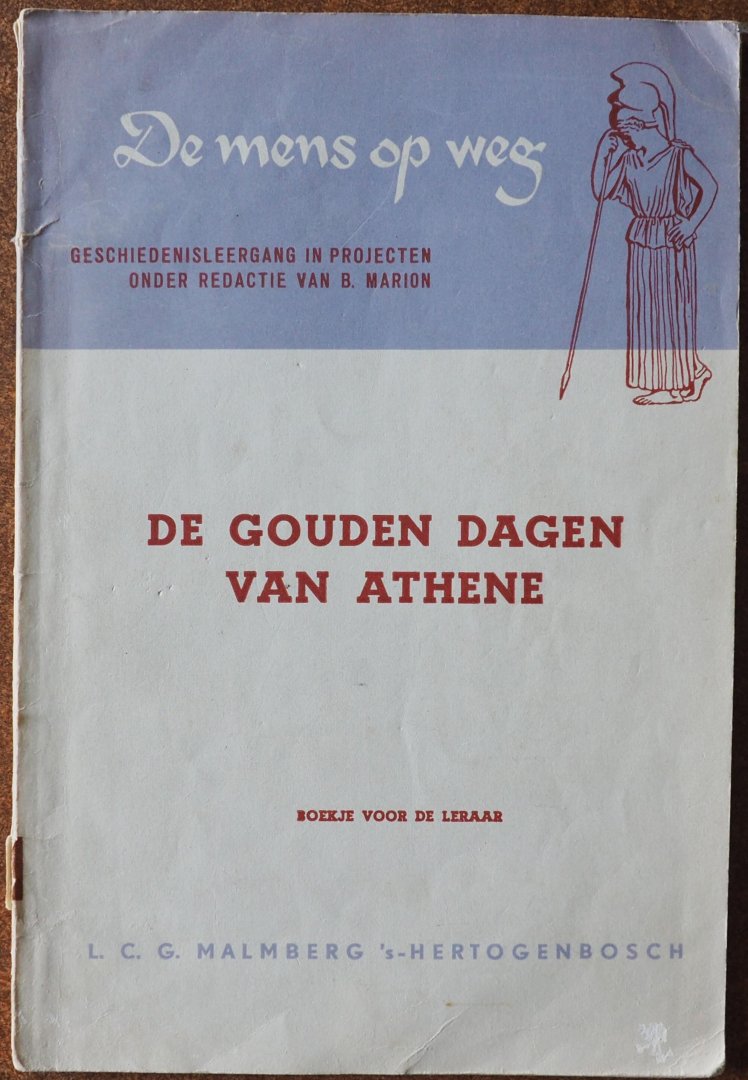 De mens op weg
GESCHIEDENISLEERGANG IN PROJECTEN
ONDER REDACTIE VAN B. MARION
DE GOUDEN DAGEN
VAN ATHENE
BOEKJE VOOR DE LERAAR
L. C. G. MALMBERG 's-HERTOGENBOSCH